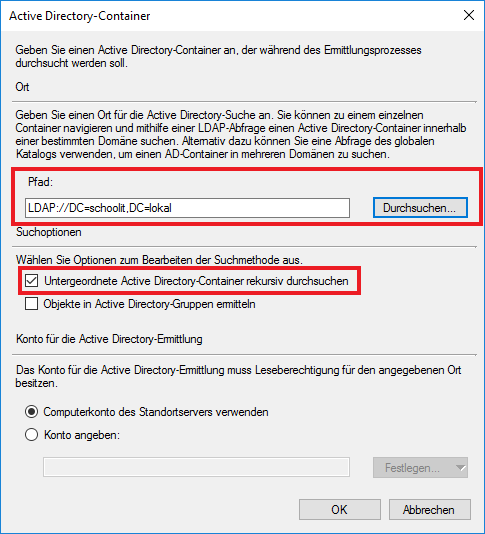 Active Directory-Container
Geben Sie einen Active Directory-Container an, der während des Ermittlungsprozesses
durchsucht werden soll.
Ort
Geben Sie einen Ort für die Active Directory-Suche an. Sie können zu einem einzelnen
Container navigieren und mithilfe einer LDAP-Abfrage einen Active Directory-Container innerhalb
einer bestimmten Domäne suchen. Alternativ dazu können Sie eine Abfrage des globalen
Katalogs verwenden, um einen AD-Container in mehreren Domänen zu suchen.
Pfad:
LDAP://DC=schoolit,DC=lokal
Durchsuchen...
Suchoptionen
Wählen Sie Optionen zum Bearbeiten der Suchmethode aus.
Untergeordnete Active Directory-Container rekursiv durchsuchen
Objekte in Active Directory-Gruppen ermitteln
Konto für die Active Directory-Ermittlung
Das Konto für die Active Directory-Ermittlung muss Leseberechtigung für den angegebenen Ort
besitzen.
Computerkonto des Standortservers verwenden
Konto angeben:
Festlegen...
OK
Abbrechen